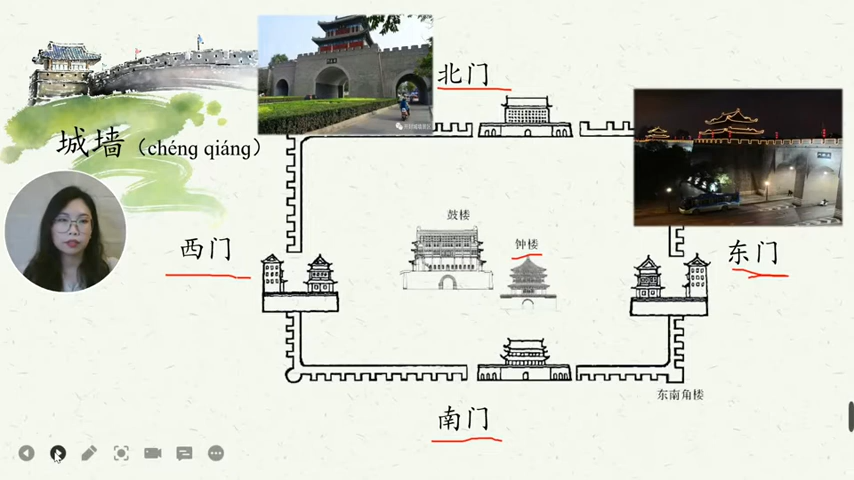 城墙（chéng qiáng）
北门
鼓楼
钟楼
西门
东门
东南角楼
南门